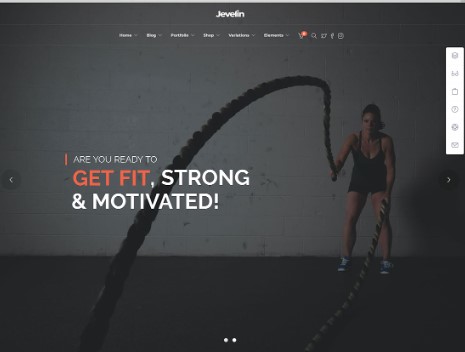 Jevelin
Home Blog Portfolio Shop Variations Elements
ARE YOU READY TO
GET FIT, STRONG
& MOTIVATED!